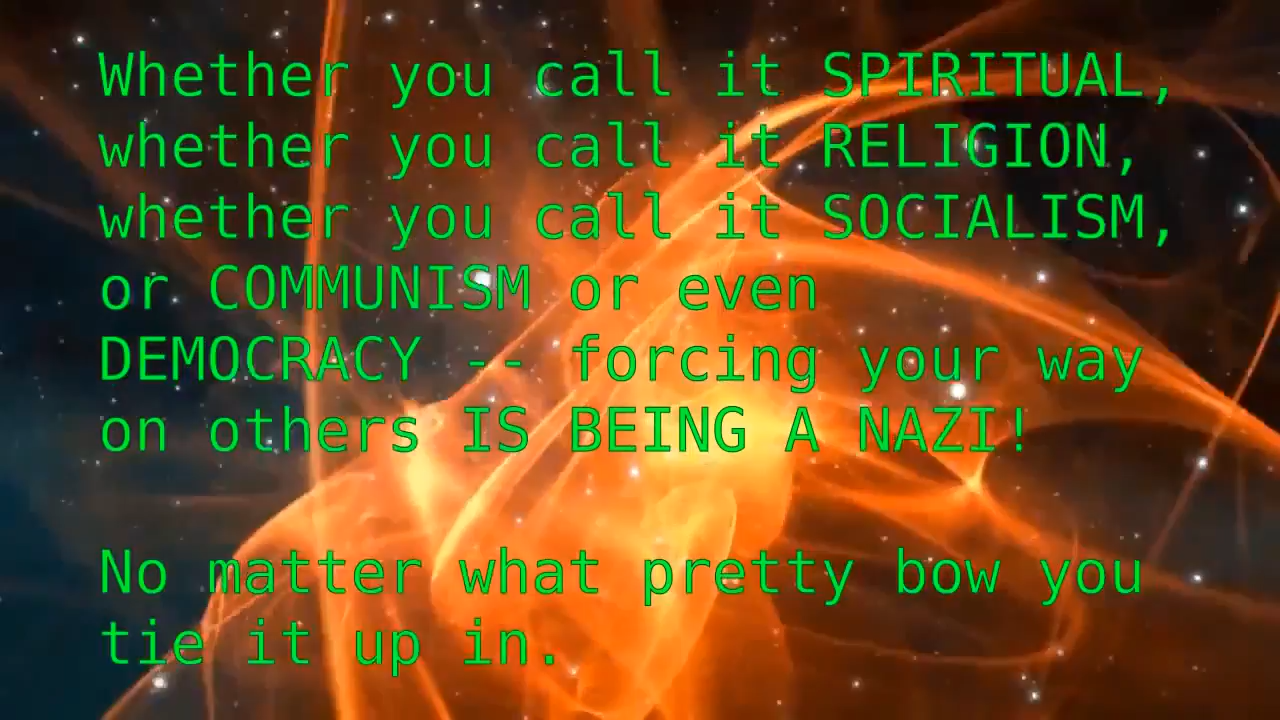 Whether you call it SPIRITUAL,
whether you call it RELIGION,
whether you call it SOCIALISM,
or COMMUNISM or even
DEMOCRACY -- forcing your way
on others IS BEING A NAZI!
No matter what pretty bow you
tie it up in.